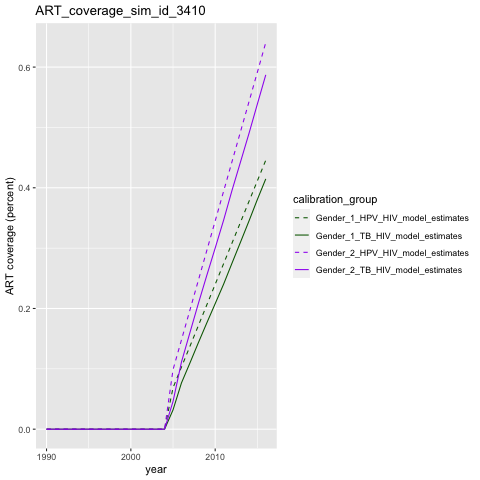 ART_coverage_sim_id_3410
ART coverage (percent)
0.6
0.4
0.2
0.0
1990
2000
2010
year
calibration_group
Gender_1_HPV_HIV_model_estimates
Gender_1_TB_HIV_model_estimates
Gender_2_HPV_HIV_model_estimates
Gender_2_TB_HIV_model_estimates